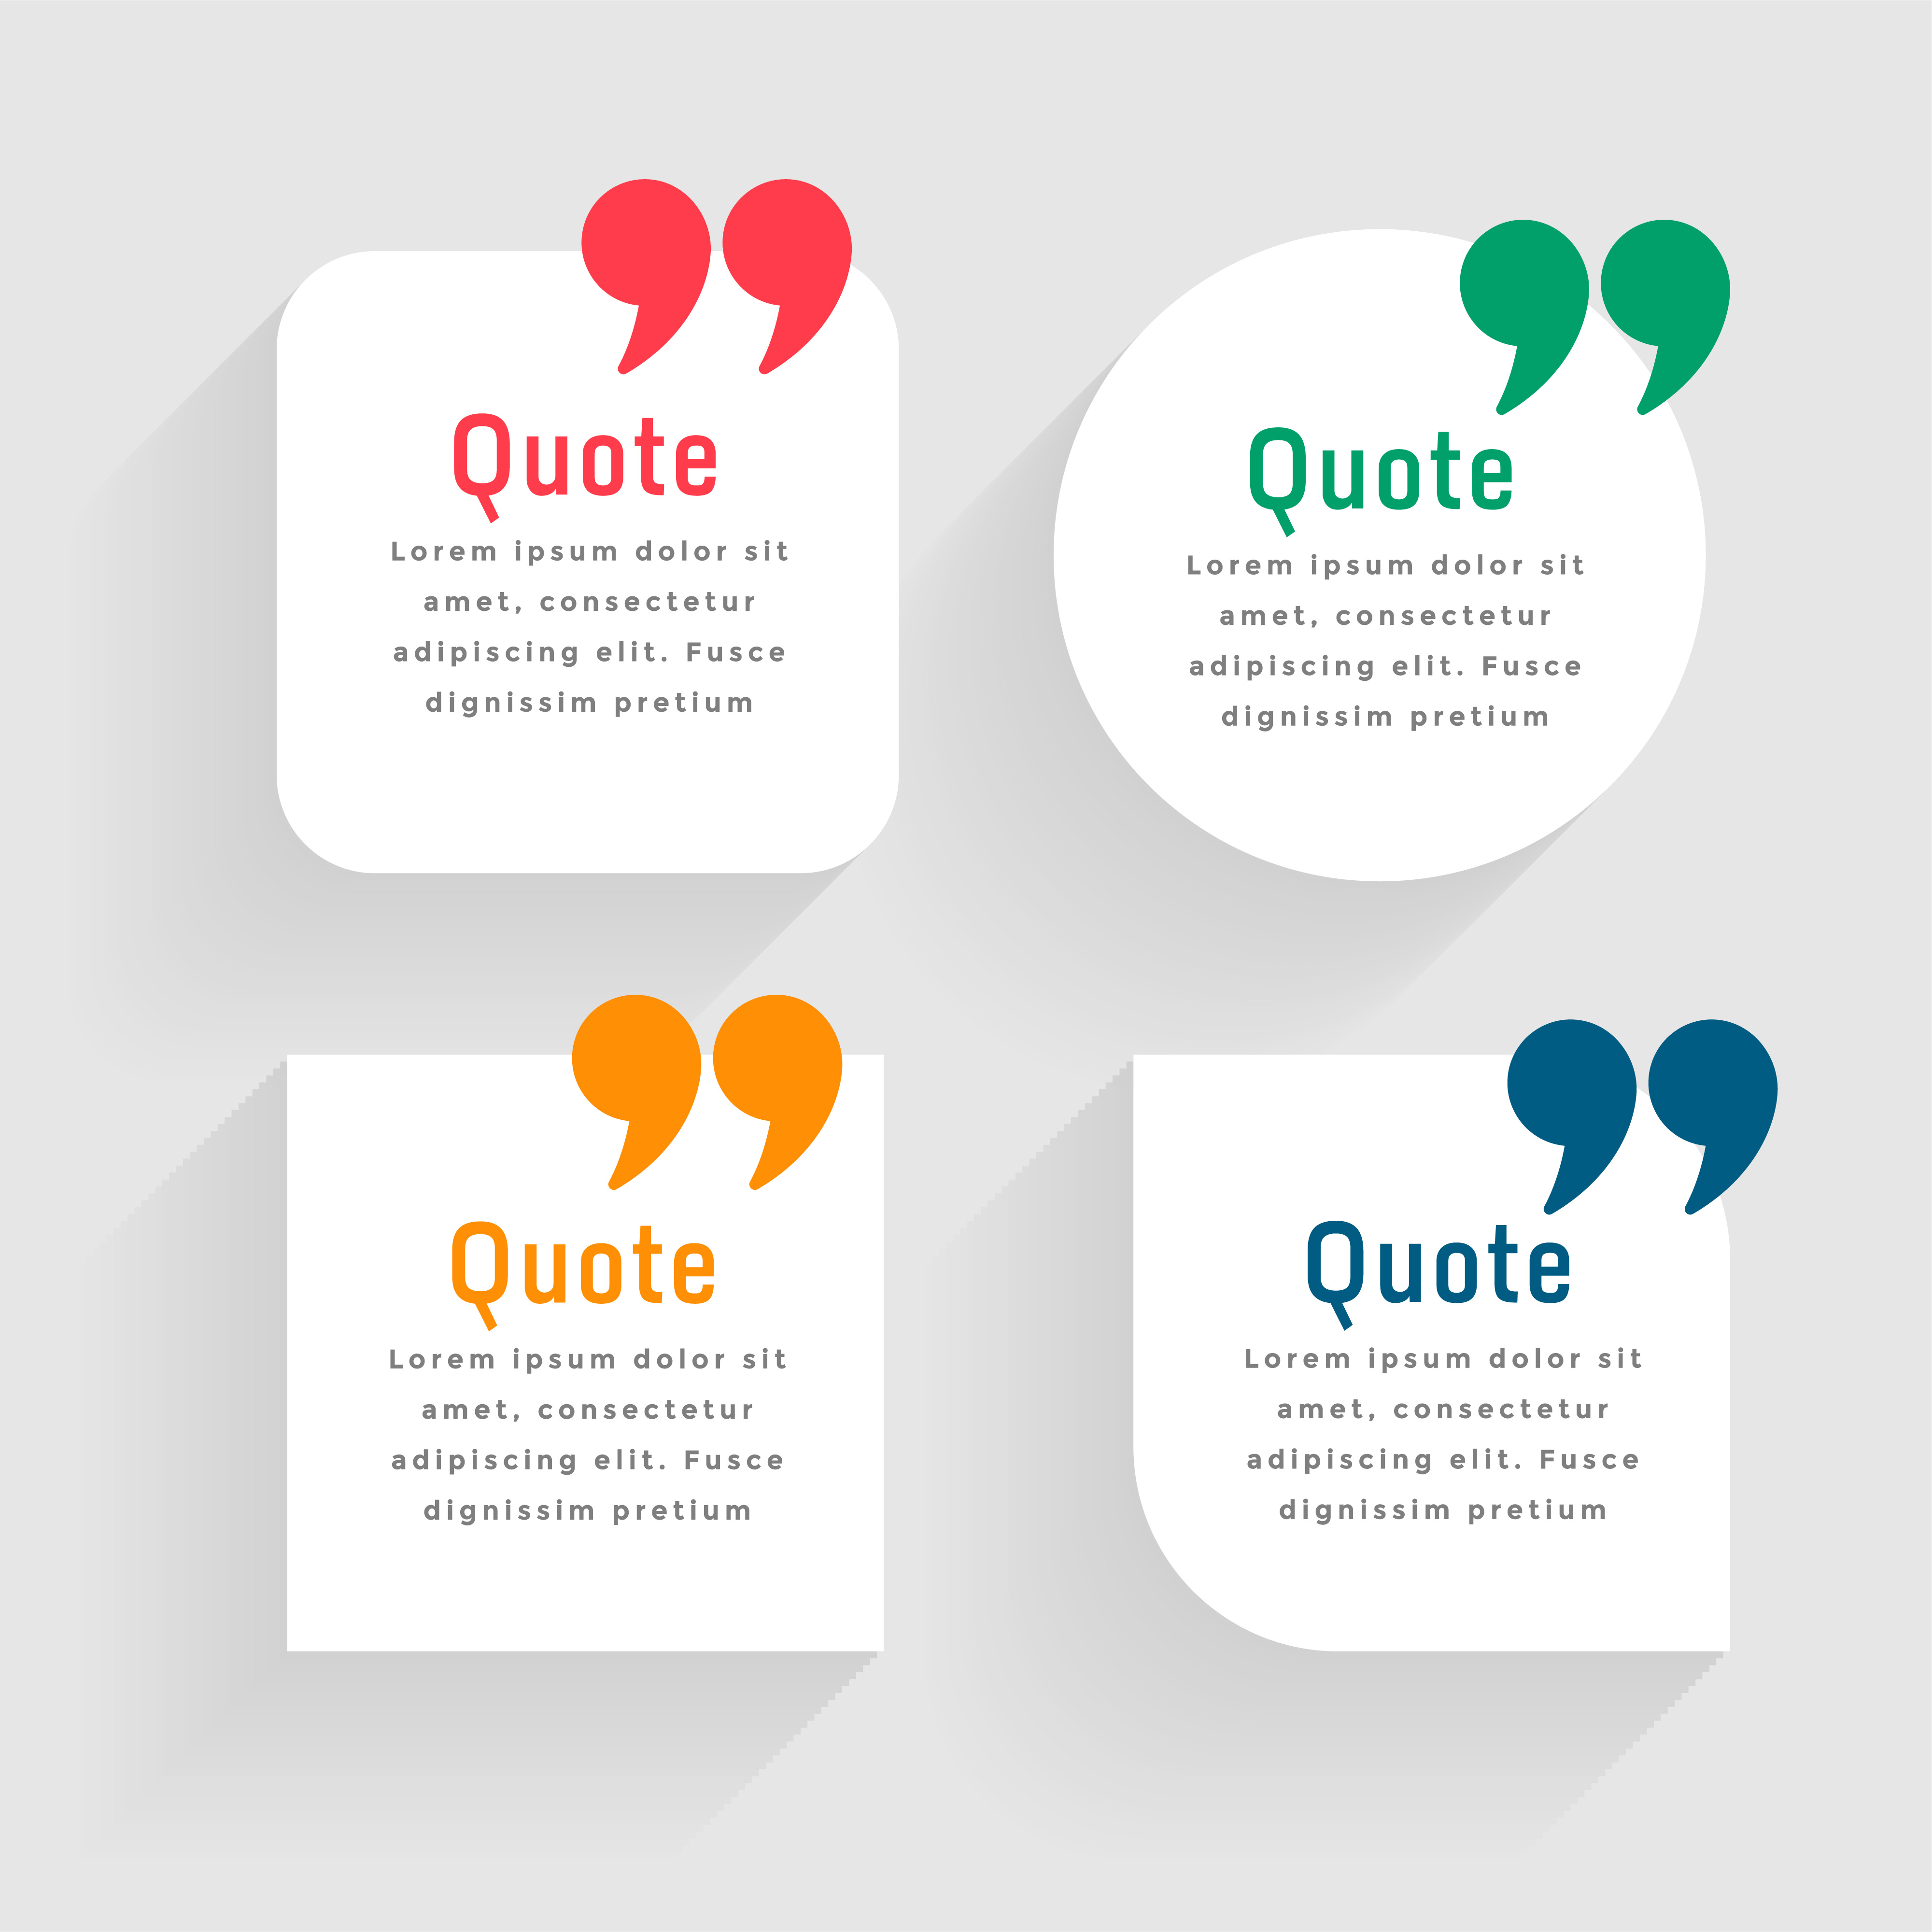 Quote
Lorem ipsum dolor sit
amet, consectetur
adipiscing elit. Fusce
dignissim pretium
Quote
Lorem ipsum dolor sit
amet, consectetur
adipiscing elit. Fusce
dignissim pretium
Quote
Lorem ipsum dolor sit
amet, consectetur
adipiscing elit. Fusce
dignissim pretium
Quote
Lorem ipsum dolor sit
amet, consectetur
adipiscing elit. Fusce
dignissim pretium